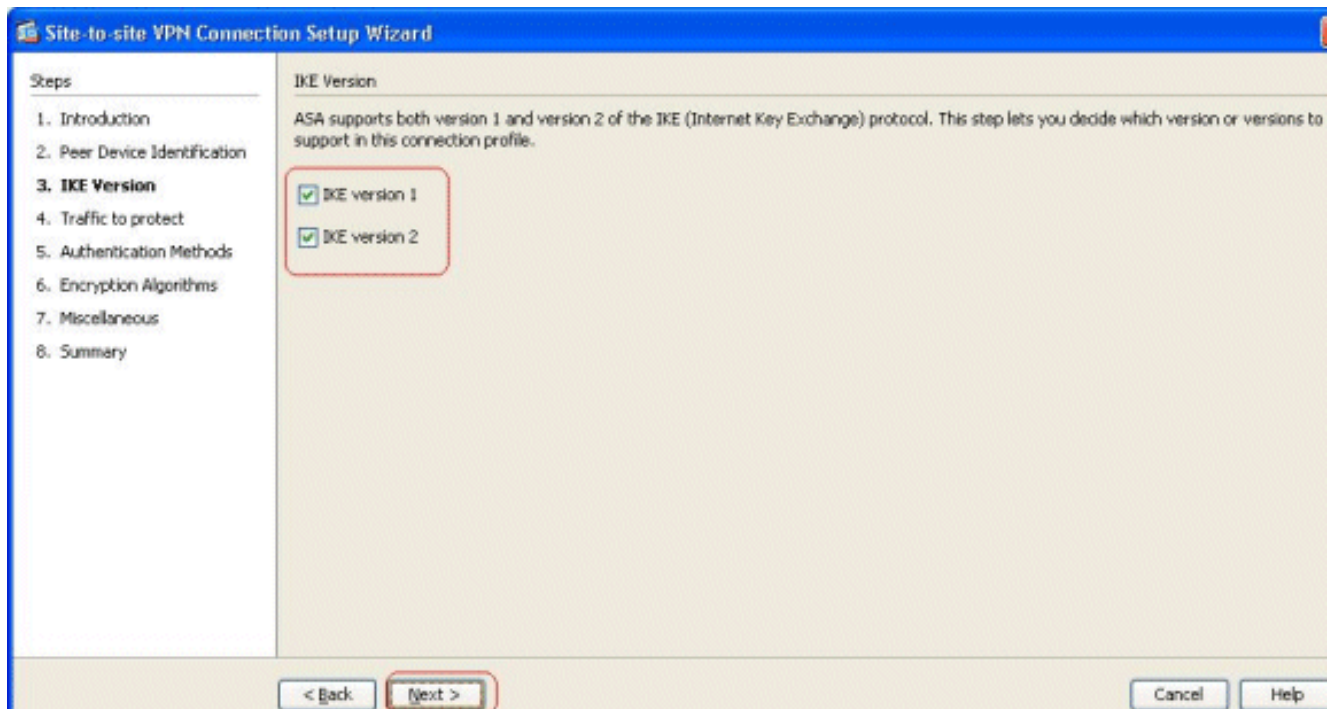 Site-to-site VPN Connection Setup Wizard
Steps
1. Introduction
2. Peer Device Identification
3. IKE Version
4. Traffic to protect
5. Authentication Methods
6. Encryption Algorithms
7. Miscellaneous
8. Summary
IKE Version
ASA supports both version 1 and version 2 of the IKE (Internet Key Exchange) protocol. This step lets you decide which version or versions to
support in this connection profile.
IKE version 1
IKE version 2
< Back
Next >
Cancel
Help